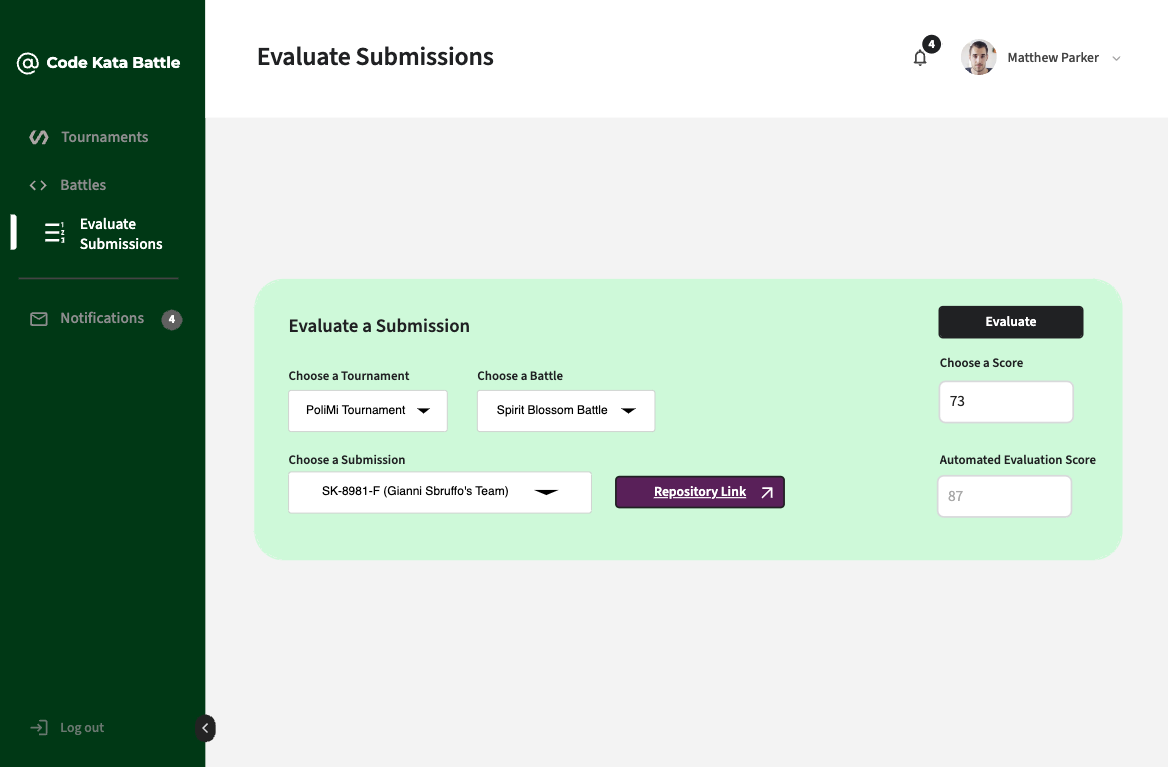 @ Code Kata Battle
Tournaments
Battles
Evaluate
Submissions
Notifications
4
Log out
Evaluate Submissions
4
Matthew Parker
Evaluate a Submission
Evaluate
Choose a Tournament
Choose a Battle
Choose a Score
PoliMi Tournament
Spirit Blossom Battle
73
Choose a Submission
Automated Evaluation Score
SK-8981-F (Gianni Sbruffo's Team)
Repository Link
87